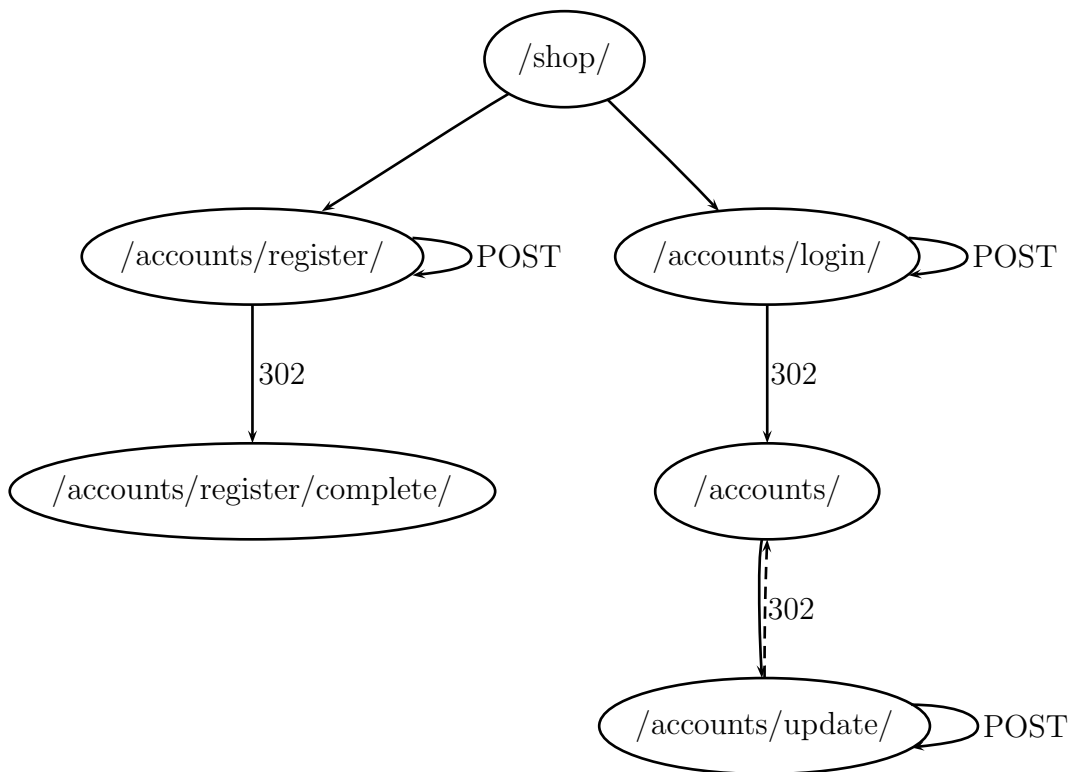 /shop/
/accounts/register/
POST
/accounts/login/
POST
302
302
/accounts/register/complete/
/accounts/
302
/accounts/update/
POST